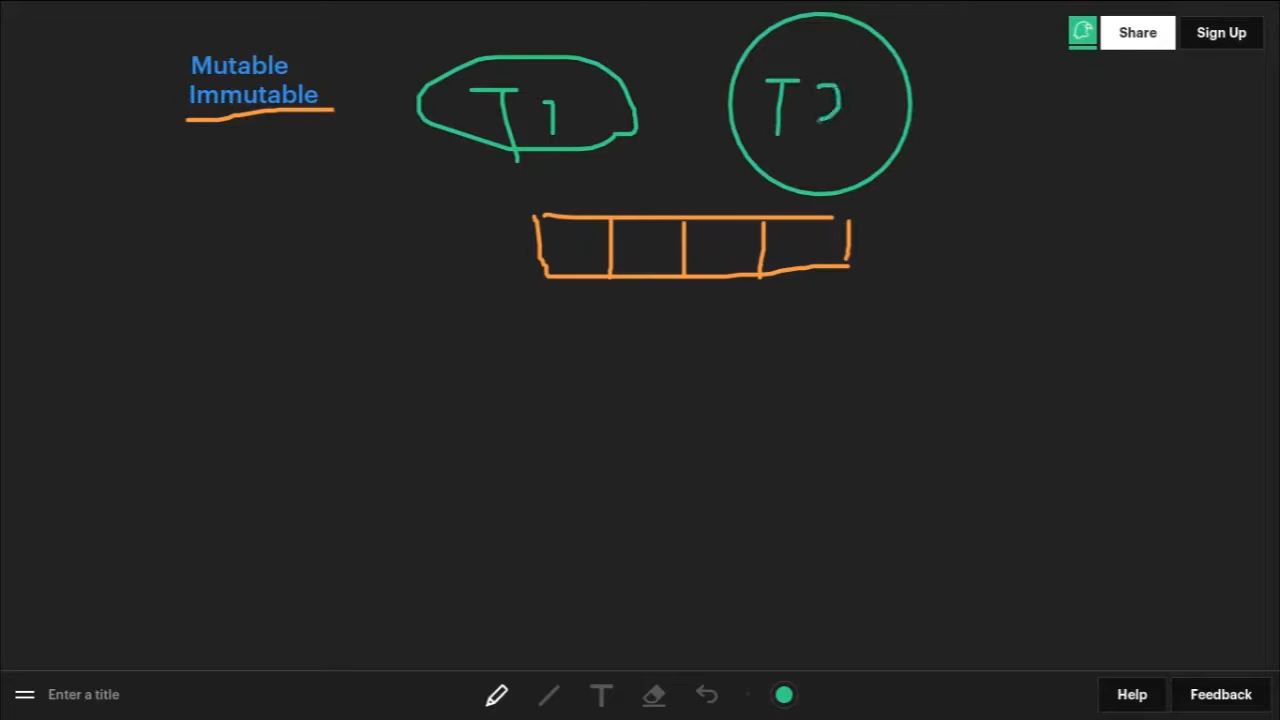 Mutable
Immutable
T1
T2
Share
Sign Up
Enter a title
T
Help
Feedback